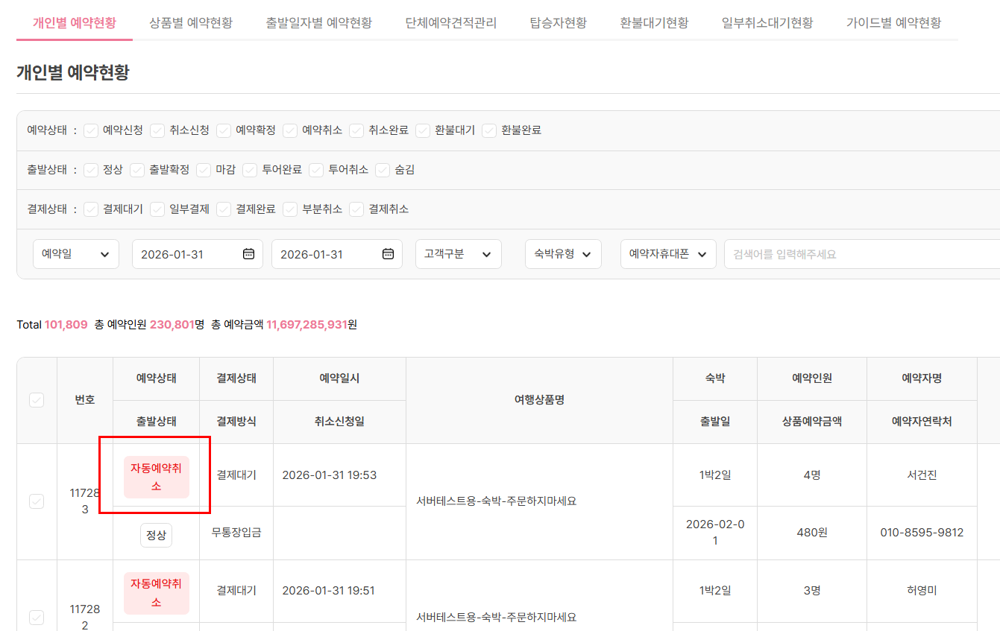 개인별 예약현황 상품별 예약현황 출발일자별 예약현황 단체예약견적관리 탑승자현황 환불대기현황 일부취소대기현황 가이드별 예약현황
개인별 예약현황
예약상태 : 예약신청 취소신청 예약확정 예약취소 취소완료 환불대기 환불완료
출발상태 : 정상 출발확정 마감 투어완료 투어취소 숨김
결제상태 : 결제대기 일부결제 결제완료 부분취소 결제취소
예약일 2026-01-31 2026-01-31 고객구분 숙박유형 예약자휴대폰 검색어를 입력해주세요
Total 101,809 총 예약인원 230,801명 총 예약금액 11,697,285,931원
번호 예약상태 결제상태 예약일시 여행상품명 숙박 예약인원 예약자명
출발상태 결제방식 취소신청일 출발일 상품예약금액 예약자연락처
자동예약취
소
결제대기 2026-01-31 19:53 1박2일 4명 서건진
11728
3
서버테스트용-숙박-주문하지마세요
정상 무통장입금 2026-02-0
1
480원 010-8595-9812
자동예약취
소
결제대기 2026-01-31 19:51 1박2일 3명 허영미
11728
2
서버테스트용-숙박-주문하지마세요